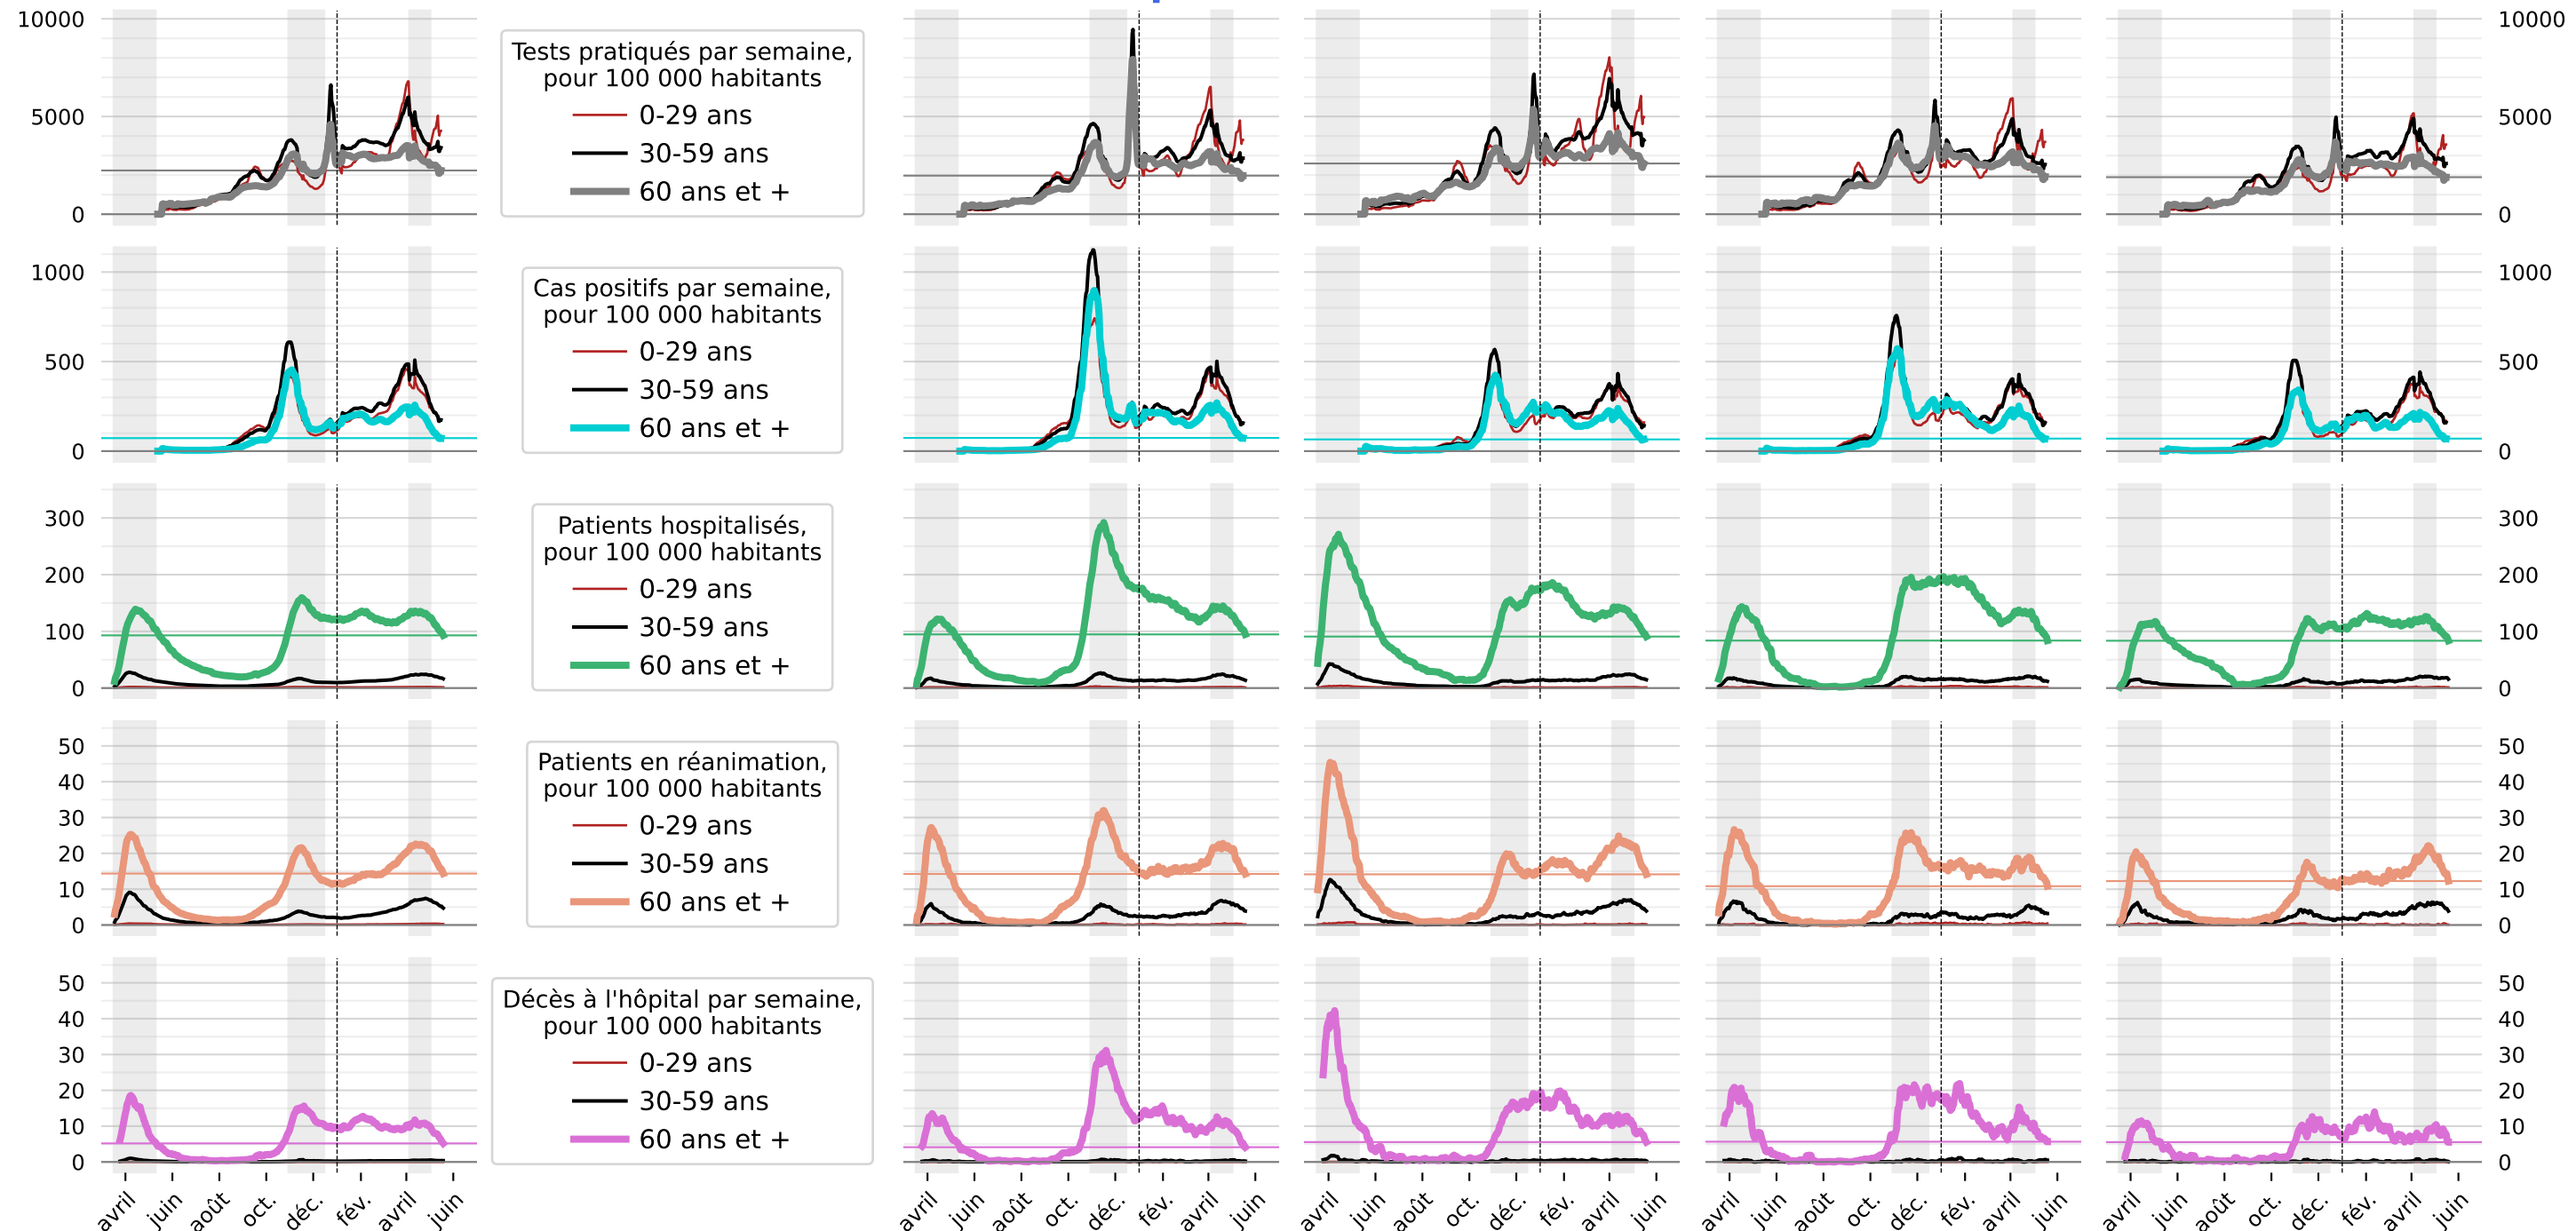 10000
5000
0
Tests pratiqués par semaine,
pour 100 000 habitants
0-29 ans
30-59 ans
60 ans et +
10000
5000
0
1000
500
0
Cas positifs par semaine,
pour 100 000 habitants
0-29 ans
30-59 ans
60 ans et +
1000
500
0
300
200
100
0
Patients hospitalisés,
pour 100 000 habitants
0-29 ans
30-59 ans
60 ans et +
300
200
100
0
50
40
30
20
10
0
Patients en réanimation,
pour 100 000 habitants
0-29 ans
30-59 ans
60 ans et +
50
40
30
20
10
0
50
40
30
20
10
0
Décès à l'hôpital par semaine,
pour 100 000 habitants
0-29 ans
30-59 ans
60 ans et +
50
40
30
20
10
0
avril juin août oct. déc. fév. avril juin
avril juin août oct. déc. fév. avril juin
avril juin août oct. déc. fév. avril juin
avril juin août oct. déc. fév. avril juin
avril juin août oct. déc. fév. avril juin